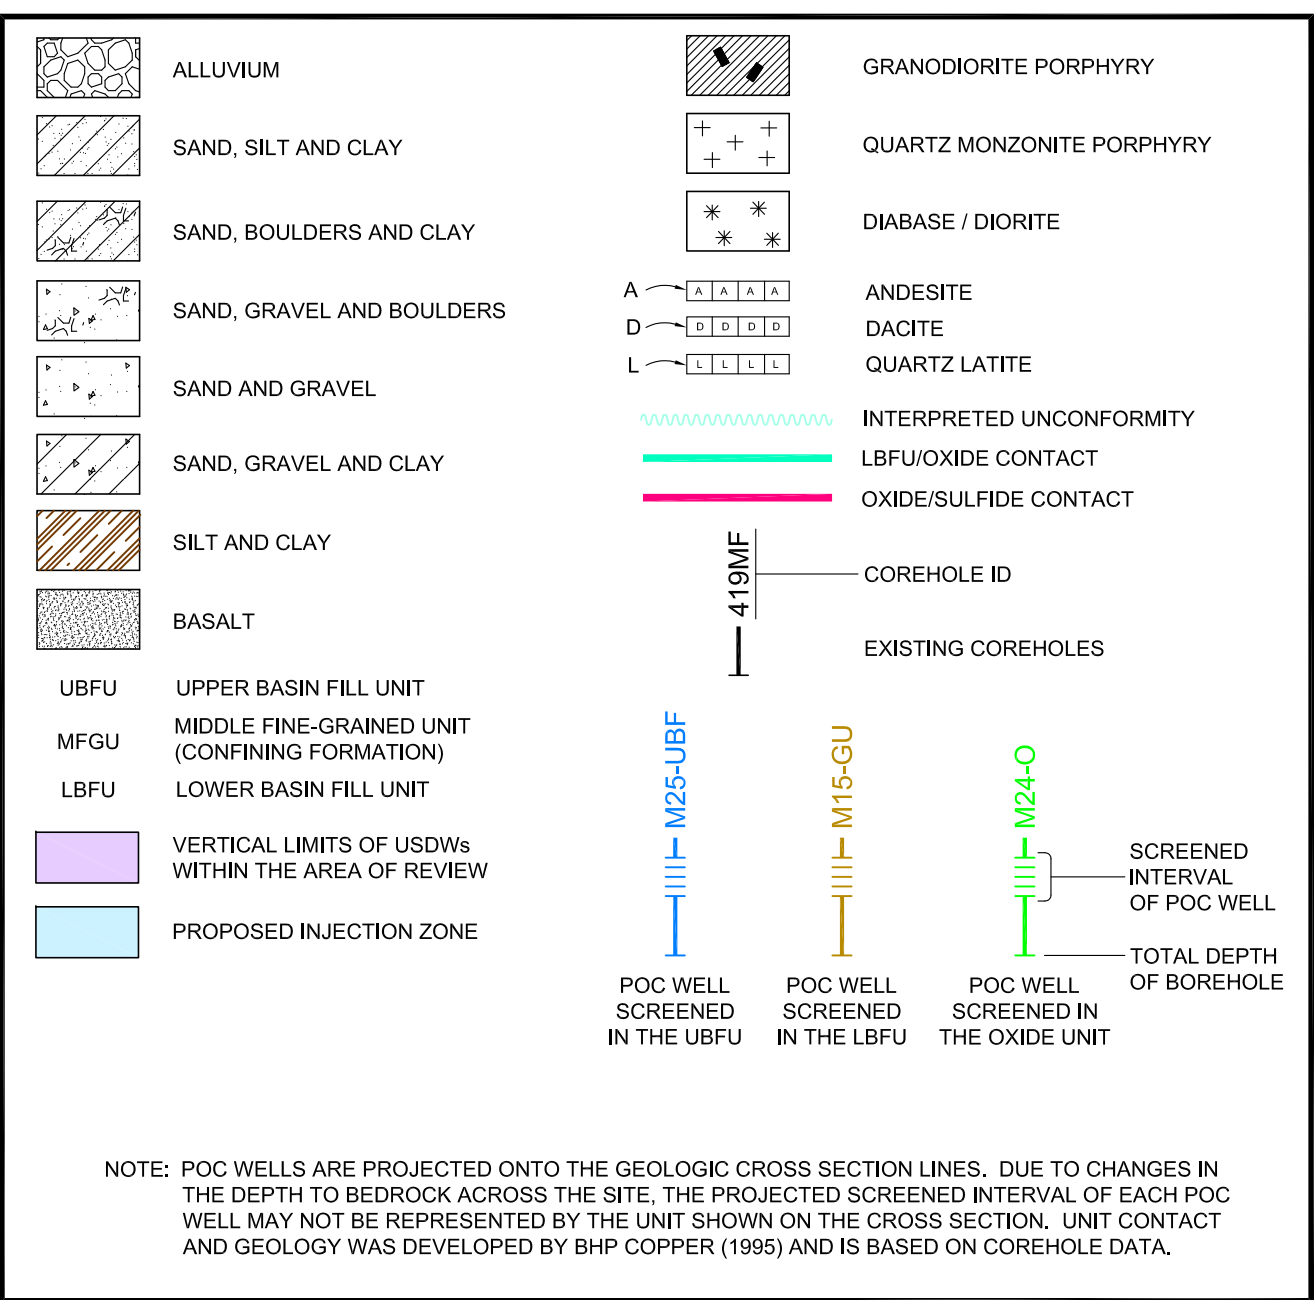 ALLUVIUM
SAND, SILT AND CLAY
SAND, BOULDERS AND CLAY
SAND, GRAVEL AND BOULDERS
SAND AND GRAVEL
SAND, GRAVEL AND CLAY
SILT AND CLAY
BASALT
UBFU UPPER BASIN FILL UNIT
MFGU MIDDLE FINE-GRAINED UNIT
(CONFINING FORMATION)
LBFU LOWER BASIN FILL UNIT
VERTICAL LIMITS OF USDWs
WITHIN THE AREA OF REVIEW
PROPOSED INJECTION ZONE
GRANODIORITE PORPHYRY
QUARTZ MONZONITE PORPHYRY
DIABASE / DIORITE
A A A A A ANDESITE
D D D D D DACITE
L L L L L QUARTZ LATITE
INTERPRETED UNCONFORMITY
LBFU/OXIDE CONTACT
OXIDE/SULFIDE CONTACT
419MF
COREHOLE ID
EXISTING COREHOLES
M25-UBF
M15-GU
M24-O
SCREENED
INTERVAL
OF POC WELL
TOTAL DEPTH
OF BOREHOLE
POC WELL
SCREENED
IN THE UBFU
POC WELL
SCREENED
IN THE LBFU
POC WELL
SCREENED IN
THE OXIDE UNIT
NOTE: POC WELLS ARE PROJECTED ONTO THE GEOLOGIC CROSS SECTION LINES. DUE TO CHANGES IN
THE DEPTH TO BEDROCK ACROSS THE SITE, THE PROJECTED SCREENED INTERVAL OF EACH POC
WELL MAY NOT BE REPRESENTED BY THE UNIT SHOWN ON THE CROSS SECTION. UNIT CONTACT
AND GEOLOGY WAS DEVELOPED BY BHP COPPER (1995) AND IS BASED ON COREHOLE DATA.